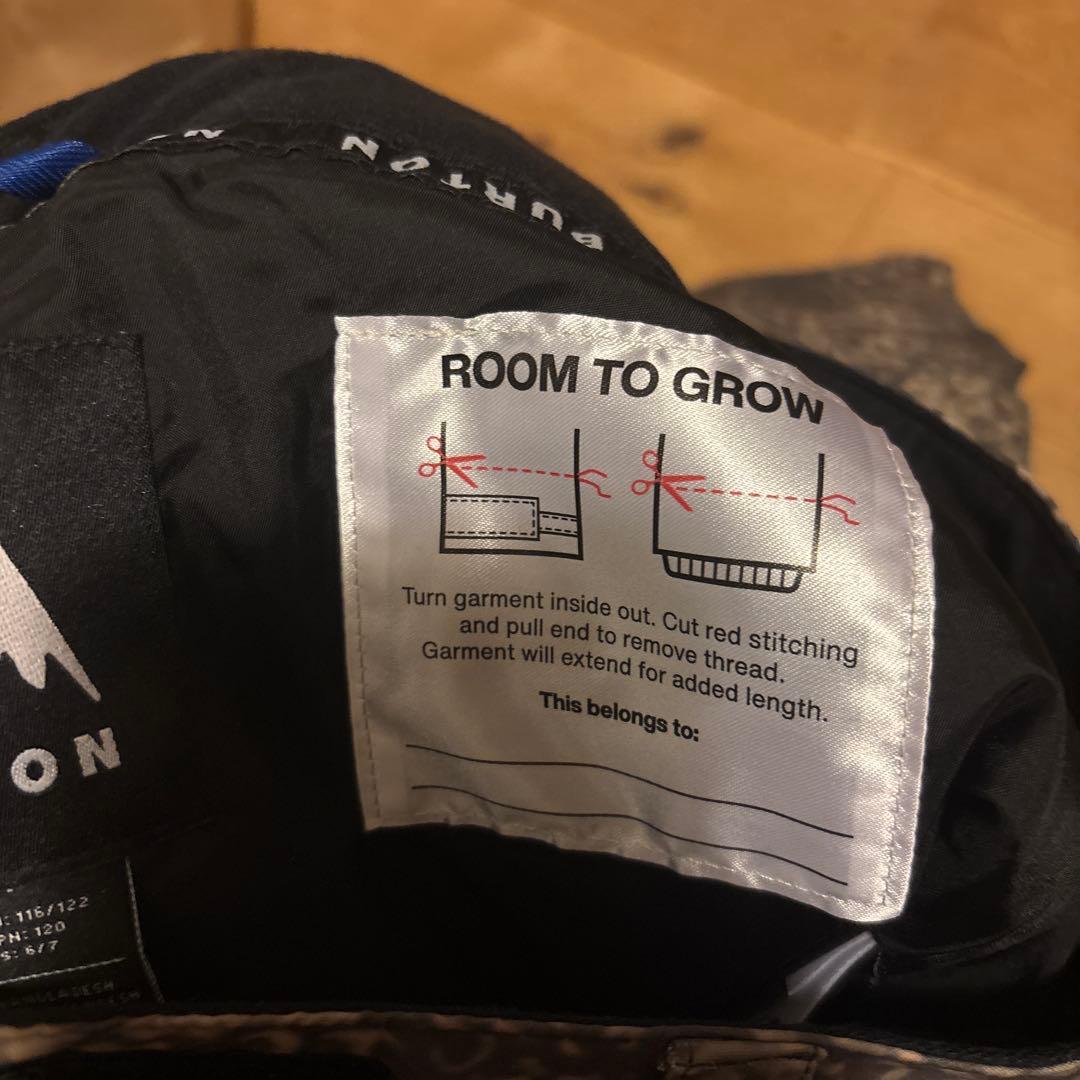 BURTON
ROOM TO GROW
Turn garment inside out. Cut red stitching
and pull end to remove thread.
Garment will extend for added length.
This belongs to:
ON
: 116/122
PN: 120
S: 6/7